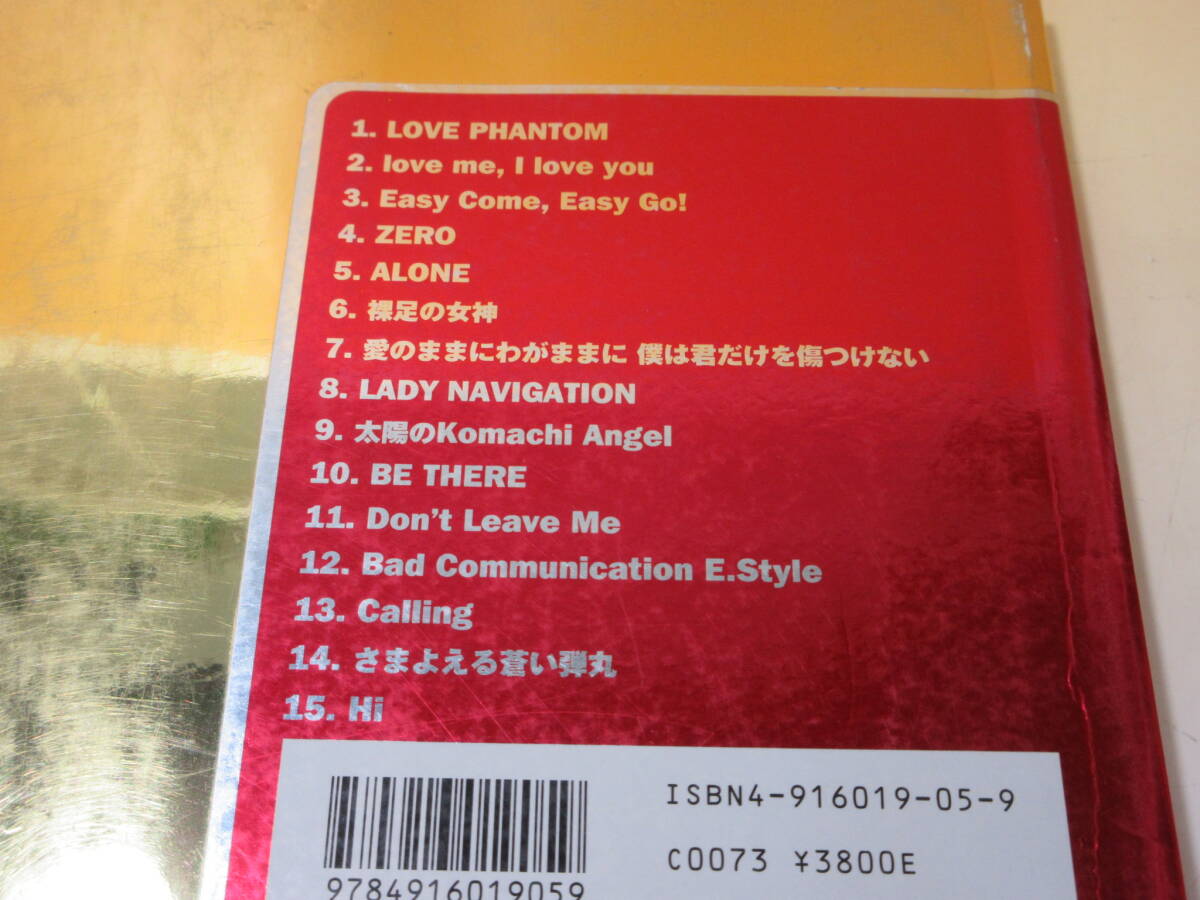 1. LOVE PHANTOM
2. love me, I love you
3. Easy Come, Easy Go!
4. ZERO
5. ALONE
6. 裸足の女神
7. 愛のままにわがままに 僕は君だけを傷つけない
8. LADY NAVIGATION
9. 太陽のKomachi Angel
10. BE THERE
11. Don't Leave Me
12. Bad Communication E.Style
13. Calling
14. さまよえる蒼い弾丸
15. Hi
ISBN4-916019-05-9
C0073 ¥3800E
9784916019059